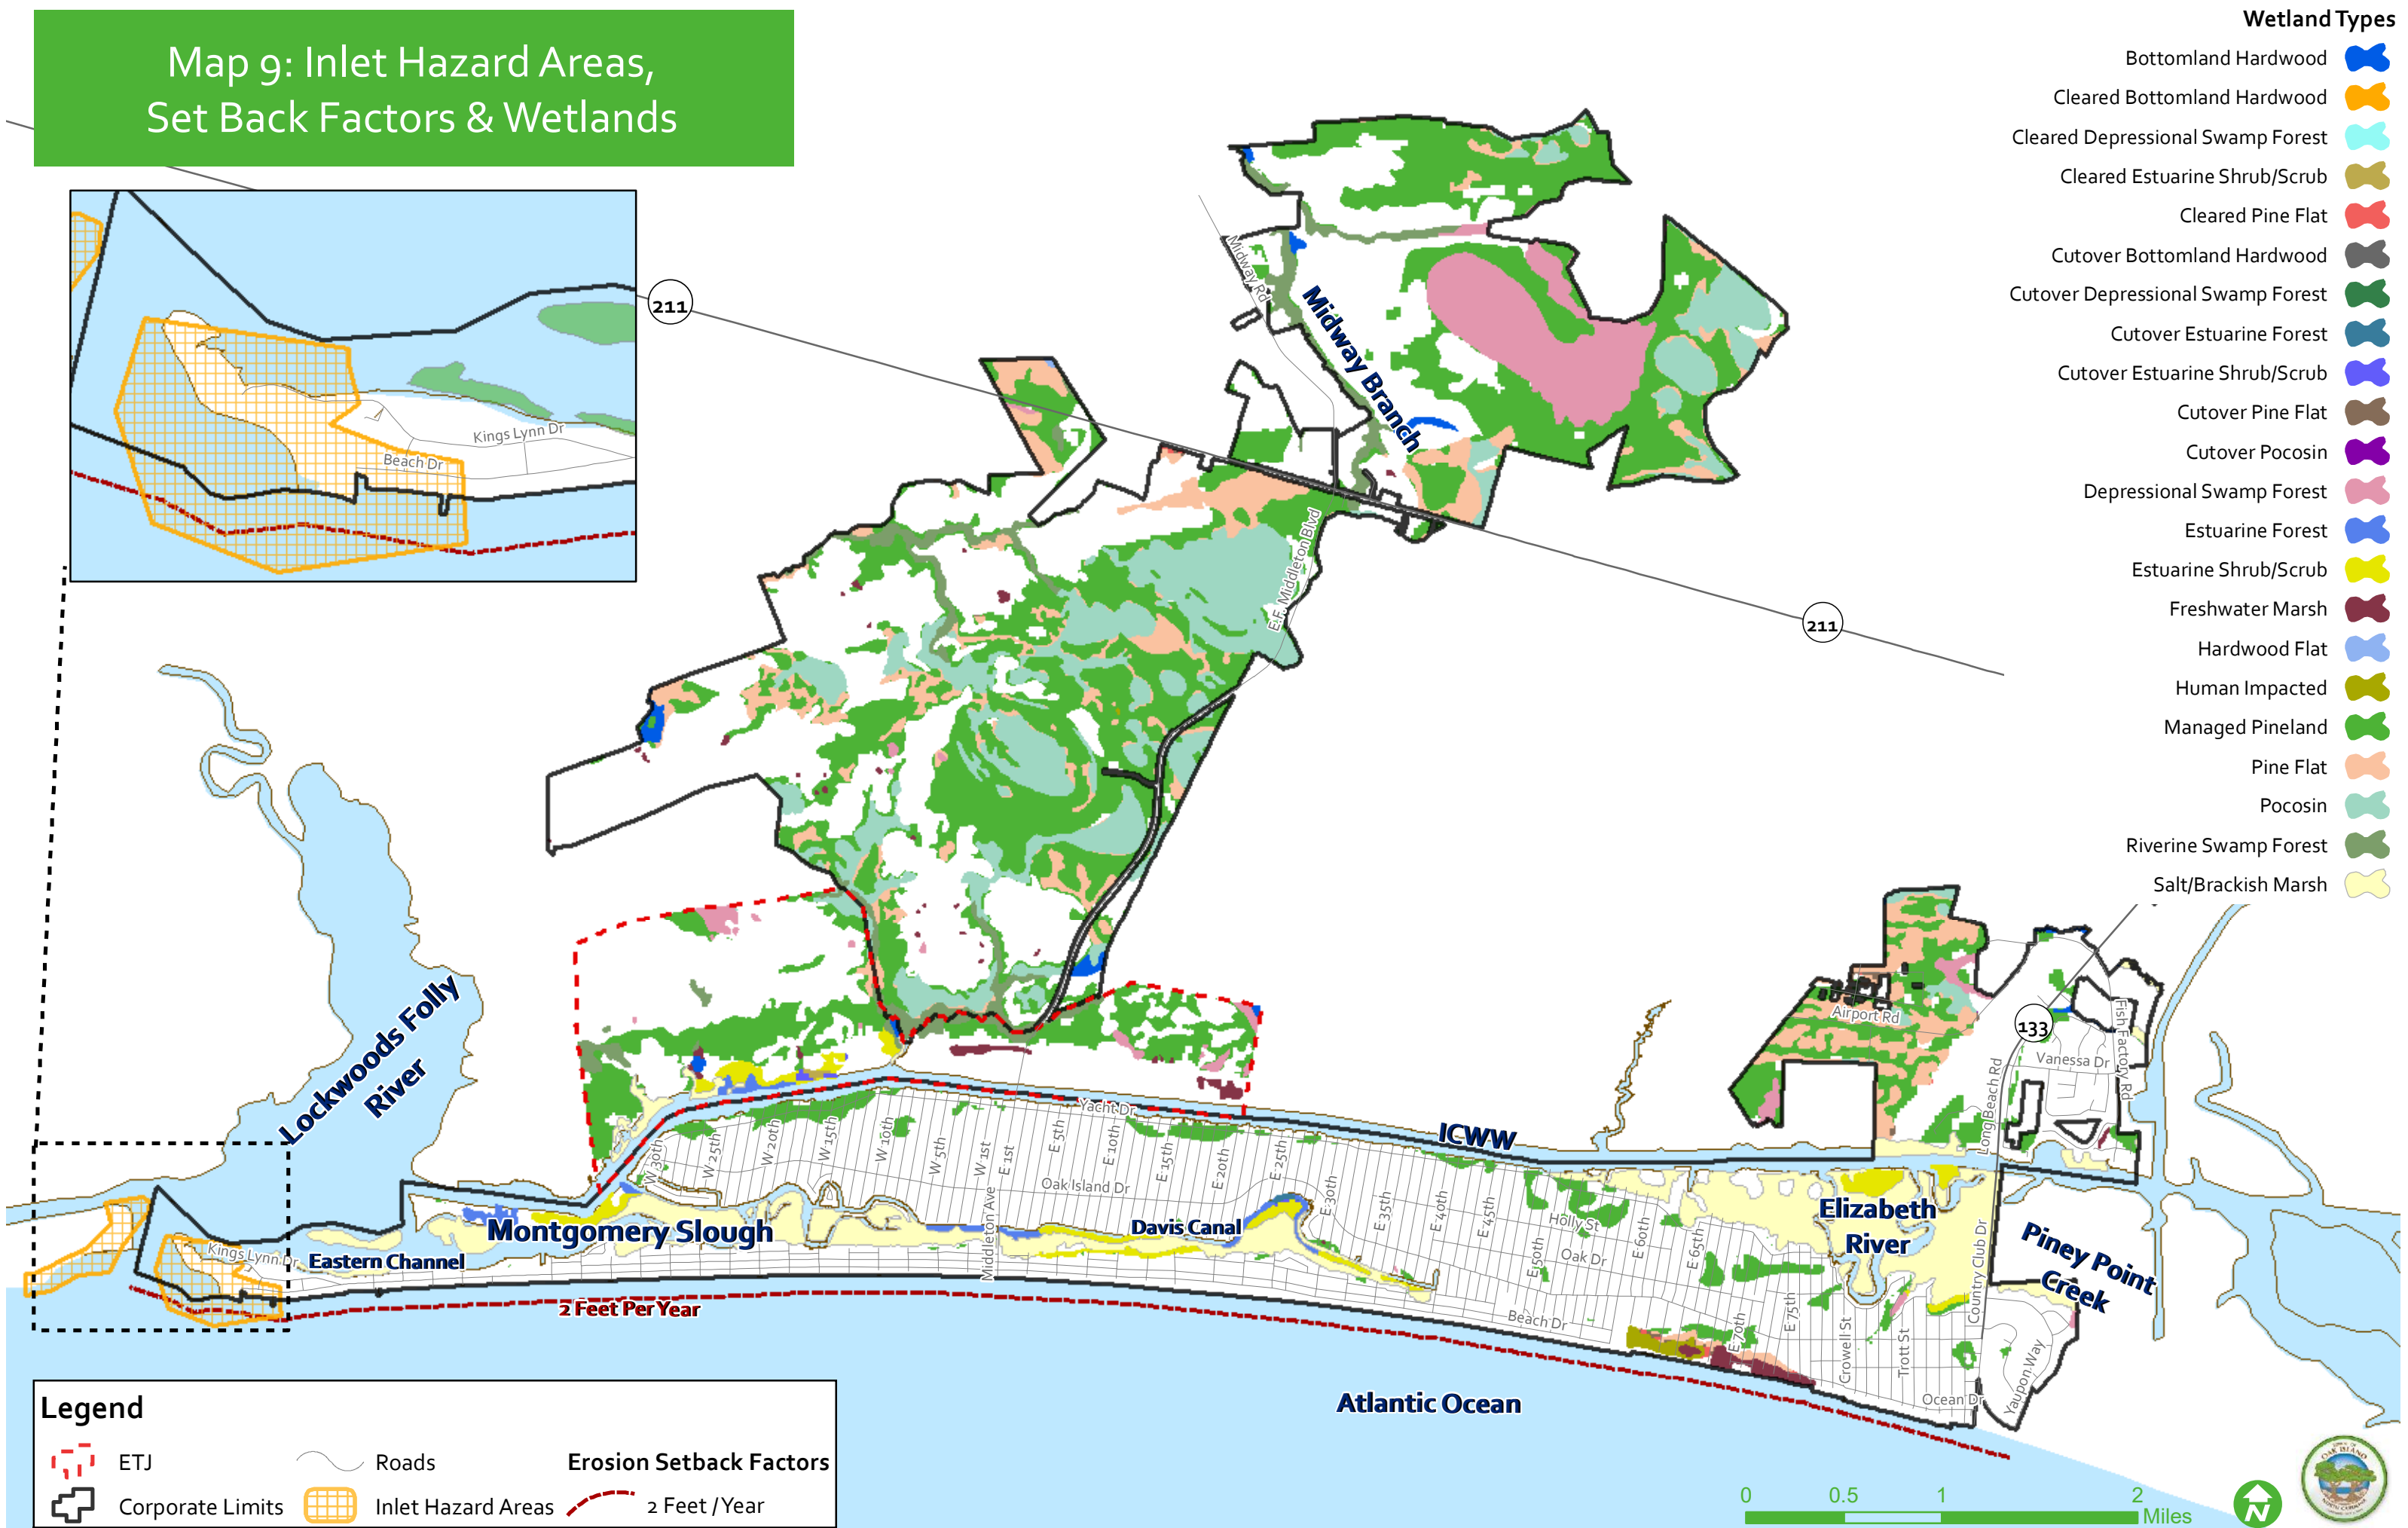 Map 9: Inlet Hazard Areas,
Set Back Factors & Wetlands
Wetland Types
Bottomland Hardwood
Cleared Bottomland Hardwood
Cleared Depressional Swamp Forest
Cleared Estuarine Shrub/Scrub
Cleared Pine Flat
Cutover Bottomland Hardwood
Cutover Depressional Swamp Forest
Cutover Estuarine Forest
Cutover Estuarine Shrub/Scrub
Cutover Pine Flat
Cutover Pocosin
Depressional Swamp Forest
Estuarine Forest
Estuarine Shrub/Scrub
Freshwater Marsh
Hardwood Flat
Human Impacted
Managed Pineland
Pine Flat
Pocosin
Riverine Swamp Forest
Salt/Brackish Marsh
Kings Lynn Dr
Beach Dr
211
Midway Rd
Midway Branch
E.F. Middleton Blvd
211
Lockwoods Folly
River
Airport Rd
133
Vanessa Dr
Fish Factory Rd
Long Beach Rd
Yacht Dr
ICWW
W 30th
W 25th
W 20th
W 15th
W 10th
W 5th
W 1st
E 1st
E 5th
E 10th
E 15th
E 20th
E 25th
E 30th
E 35th
E 40th
E 45th
E 50th
E 60th
E 65th
E 70th
E 75th
Oak Island Dr
Middleton Ave
Holly St
Oak Dr
Beach Dr
Crowell St
Trott St
Country Club Dr
Ocean Dr
Yaupon Way
Kings Lynn Dr
Eastern Channel
Montgomery Slough
Davis Canal
Elizabeth
River
Piney Point
Creek
2 Feet Per Year
Atlantic Ocean
Legend
ETJ
Roads
Erosion Setback Factors
Corporate Limits
Inlet Hazard Areas
2 Feet / Year
0 0.5 1 2
Miles
N
OAK ISLAND
NORTH CAROLINA